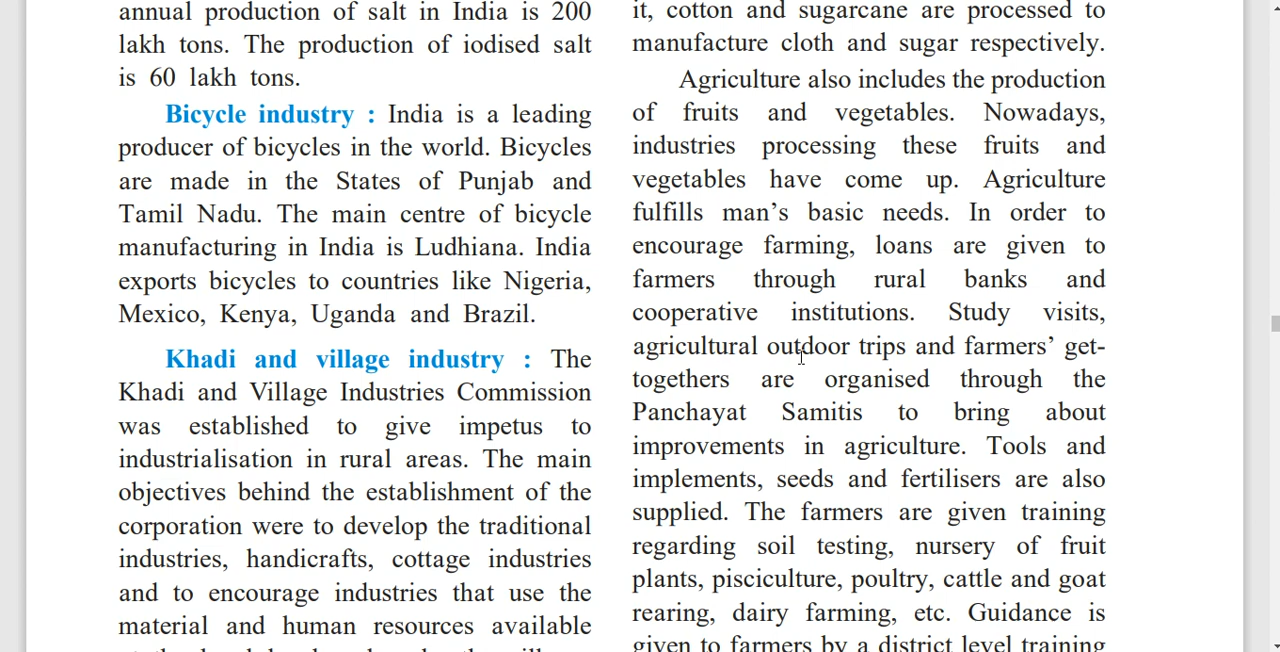 annual production of salt in India is 200
lakh tons. The production of iodised salt
is 60 lakh tons.
Bicycle industry : India is a leading
producer of bicycles in the world. Bicycles
are made in the States of Punjab and
Tamil Nadu. The main centre of bicycle
manufacturing in India is Ludhiana. India
exports bicycles to countries like Nigeria,
Mexico, Kenya, Uganda and Brazil.
Khadi and village industry : The
Khadi and Village Industries Commission
was established to give impetus to
industrialisation in rural areas. The main
objectives behind the establishment of the
corporation were to develop the traditional
industries, handicrafts, cottage industries
and to encourage industries that use the
material and human resources available
it, cotton and sugarcane are processed to
manufacture cloth and sugar respectively.
Agriculture also includes the production
of fruits and vegetables. Nowadays,
industries processing these fruits and
vegetables have come up. Agriculture
fulfills man's basic needs. In order to
encourage farming, loans are given to
farmers through rural banks and
cooperative institutions. Study visits,
agricultural outdoor trips and farmers' get-
togethers are organised through the
Panchayat Samitis to bring about
improvements in agriculture. Tools and
implements, seeds and fertilisers are also
supplied. The farmers are given training
regarding soil testing, nursery of fruit
plants, pisciculture, poultry, cattle and goat
rearing, dairy farming, etc. Guidance is
given to farmers by a district level training